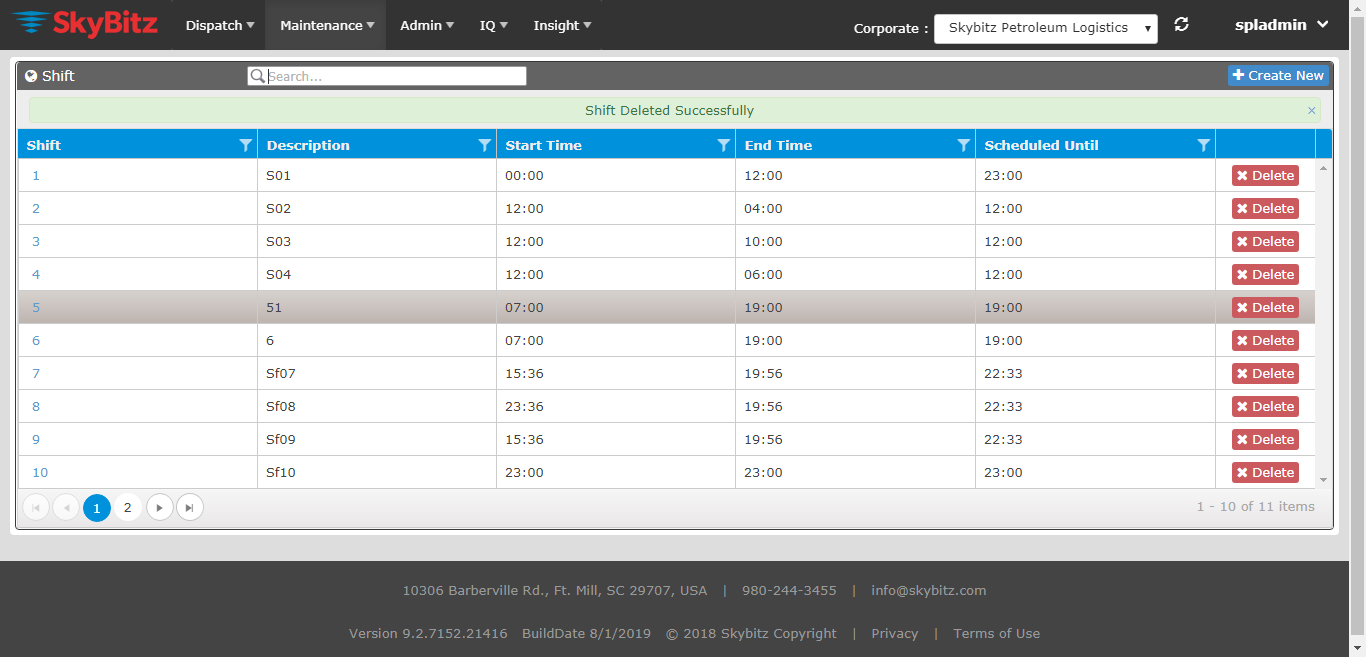 SkyBitz Dispatch Maintenance Admin IQ Insight Corporate : Skybitz Petroleum Logistics spladmin
Shift Search... Create New
Shift Deleted Successfully ×
Shift Description Start Time End Time Scheduled Until
1 S01 00:00 12:00 23:00 Delete
2 S02 12:00 04:00 12:00 Delete
3 S03 12:00 10:00 12:00 Delete
4 S04 12:00 06:00 12:00 Delete
5 51 07:00 19:00 19:00 Delete
6 6 07:00 19:00 19:00 Delete
7 Sf07 15:36 19:56 22:33 Delete
8 Sf08 23:36 19:56 22:33 Delete
9 Sf09 15:36 19:56 22:33 Delete
10 Sf10 23:00 23:00 23:00 Delete
1 2 1 - 10 of 11 items
10306 Barberville Rd., Ft. Mill, SC 29707, USA | 980-244-3455 | info@skybitz.com
Version 9.2.7152.21416 BuildDate 8/1/2019 © 2018 Skybitz Copyright | Privacy | Terms of Use